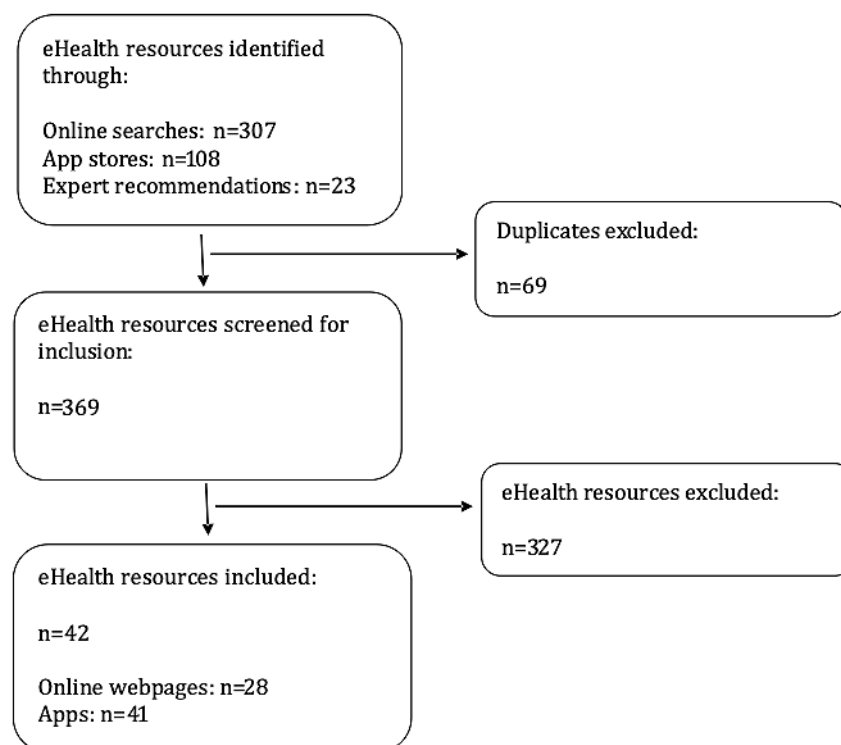 eHealth resources identified
through:
Online searches: n=307
App stores: n=108
Expert recommendations: n=23
Duplicates excluded:
n=69
eHealth resources screened for
inclusion:
n=369
eHealth resources excluded:
n=327
eHealth resources included:
n=42
Online webpages: n=28
Apps: n=41